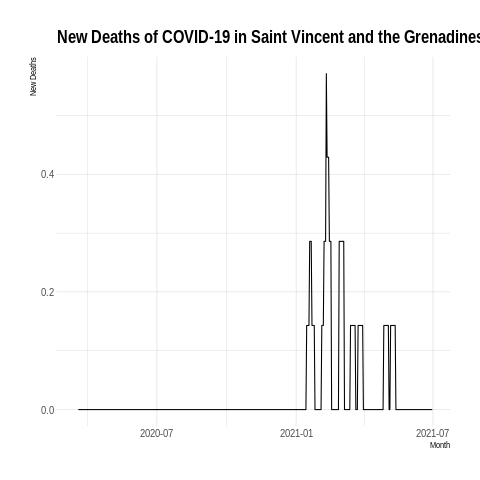 New Deaths of COVID-19 in Saint Vincent and the Grenadines
New Deaths
0.4
0.2
0.0
2020-07 2021-01 2021-07
Month